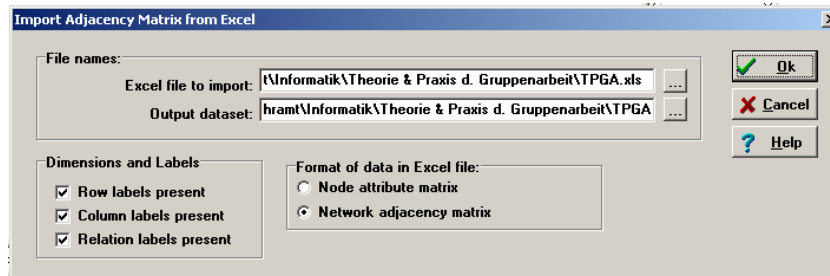 Import Adjacency Matrix from Excel
File names:
Excel file to import: t\Informatik\Theorie & Praxis d. Gruppenarbeit\TPGA.xls ...
Output dataset: hramt\Informatik\Theorie & Praxis d. Gruppenarbeit\TPGA ...
Ok
Cancel
Help
Dimensions and Labels
Row labels present
Column labels present
Relation labels present
Format of data in Excel file:
Node attribute matrix
Network adjacency matrix